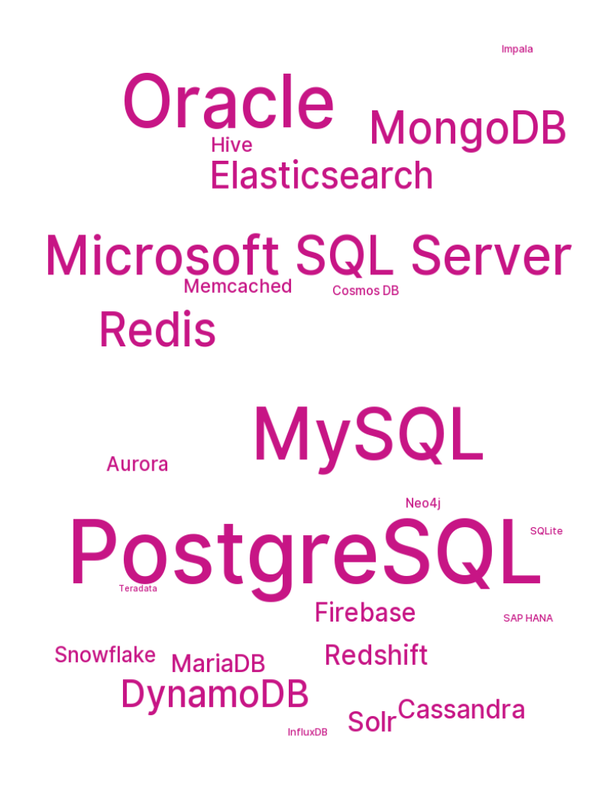 Impala
Oracle
MongoDB
Hive
Elasticsearch
Microsoft SQL Server
Memcached
Cosmos DB
Redis
MySQL
Aurora
Neo4j
PostgreSQL
SQLite
Teradata
Firebase
SAP HANA
Snowflake
MariaDB
Redshift
DynamoDB
Solr
Cassandra
InfluxDB